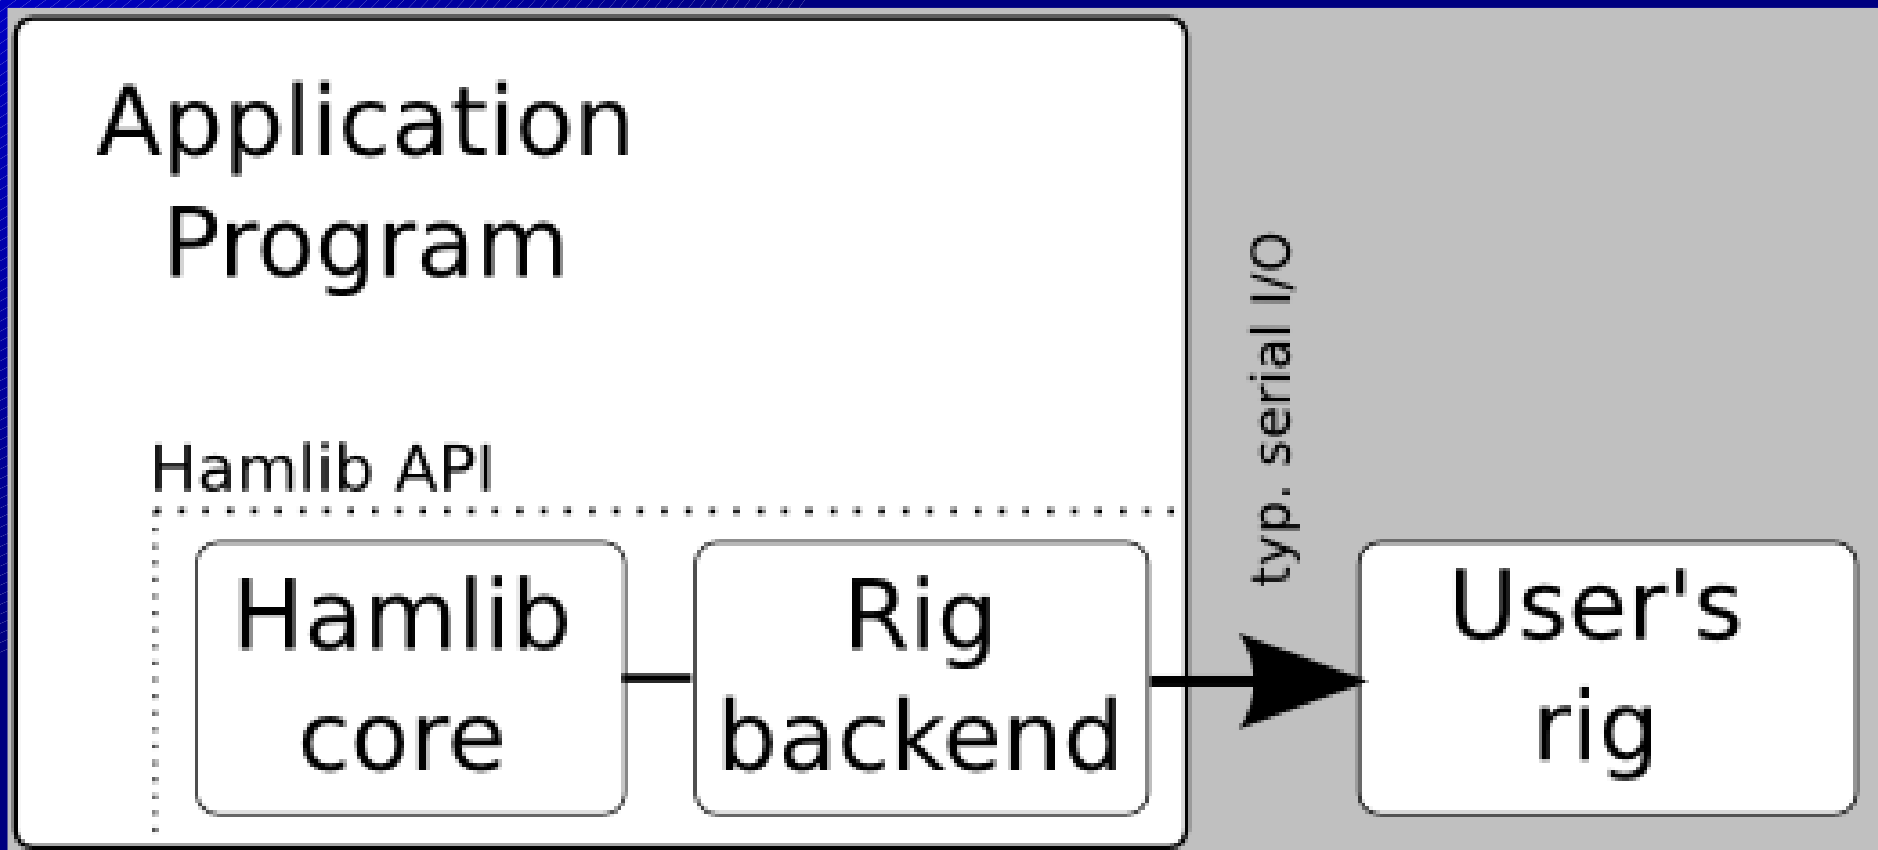 Application
Program
Hamlib API
Hamlib
core
Rig
backend
typ. serial I/O
User's
rig